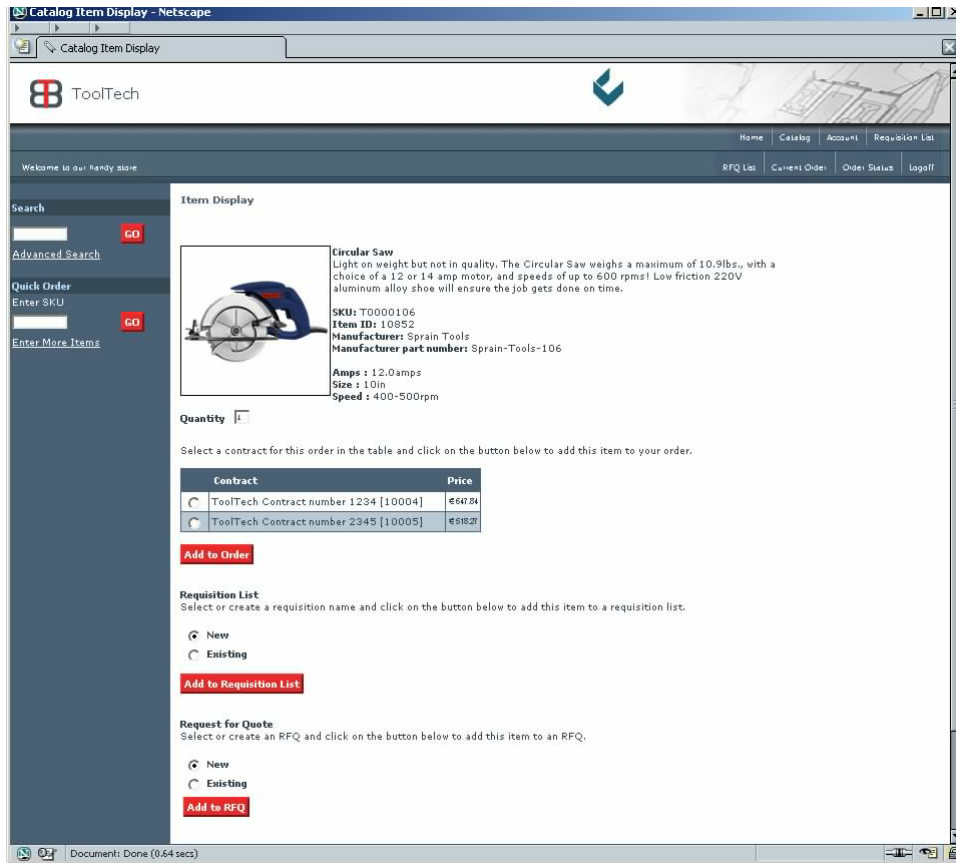 Catalog Item Display - Netscape
Catalog Item Display
ToolTech
Home Catalog Account Requisition List
Welcome to our handy store
RFQ List Current Order Order Status Logoff
Search
GO
Advanced Search
Quick Order
Enter SKU
GO
Enter More Items
Item Display
Circular Saw
Light on weight but not in quality. The Circular Saw weighs a maximum of 10.9lbs., with a
choice of a 12 or 14 amp motor, and speeds of up to 600 rpms! Low friction 220V
aluminum alloy shoe will ensure the job gets done on time.
SKU: T0000106
Item ID: 10852
Manufacturer: Sprain Tools
Manufacturer part number: Sprain-Tools-106
Amps : 12.0amps
Size : 10in
Speed : 400-500rpm
Quantity 1
Select a contract for this order in the table and click on the button below to add this item to your order.
Contract Price
ToolTech Contract number 1234 [10004] €647.84
ToolTech Contract number 2345 [10005] €618.27
Add to Order
Requisition List
Select or create a requisition name and click on the button below to add this item to a requisition list.
New
Existing
Add to Requisition List
Request for Quote
Select or create an RFQ and click on the button below to add this item to an RFQ.
New
Existing
Add to RFQ
Document: Done (0.64 secs)